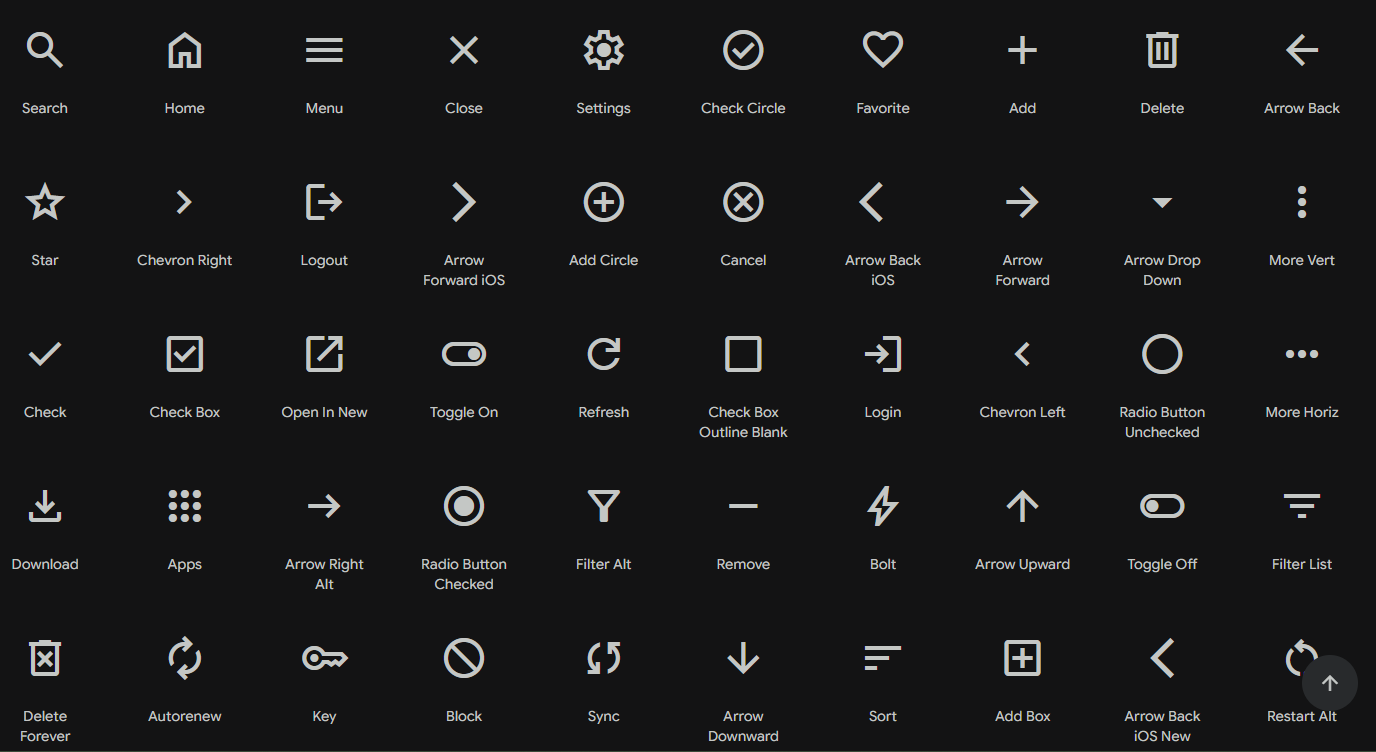 Search
Home
Menu
Close
Settings
Check Circle
Favorite
Add
Delete
Arrow Back
Star
Chevron Right
Logout
Arrow
Forward iOS
Add Circle
Cancel
Arrow Back
iOS
Arrow
Forward
Arrow Drop
Down
More Vert
Check
Check Box
Open In New
Toggle On
Refresh
Check Box
Outline Blank
Login
Chevron Left
Radio Button
Unchecked
More Horiz
Download
Apps
Arrow Right
Alt
Radio Button
Checked
Filter Alt
Remove
Bolt
Arrow Upward
Toggle Off
Filter List
Delete
Forever
Autorenew
Key
Block
Sync
Arrow
Downward
Sort
Add Box
Arrow Back
iOS New
Restart Alt